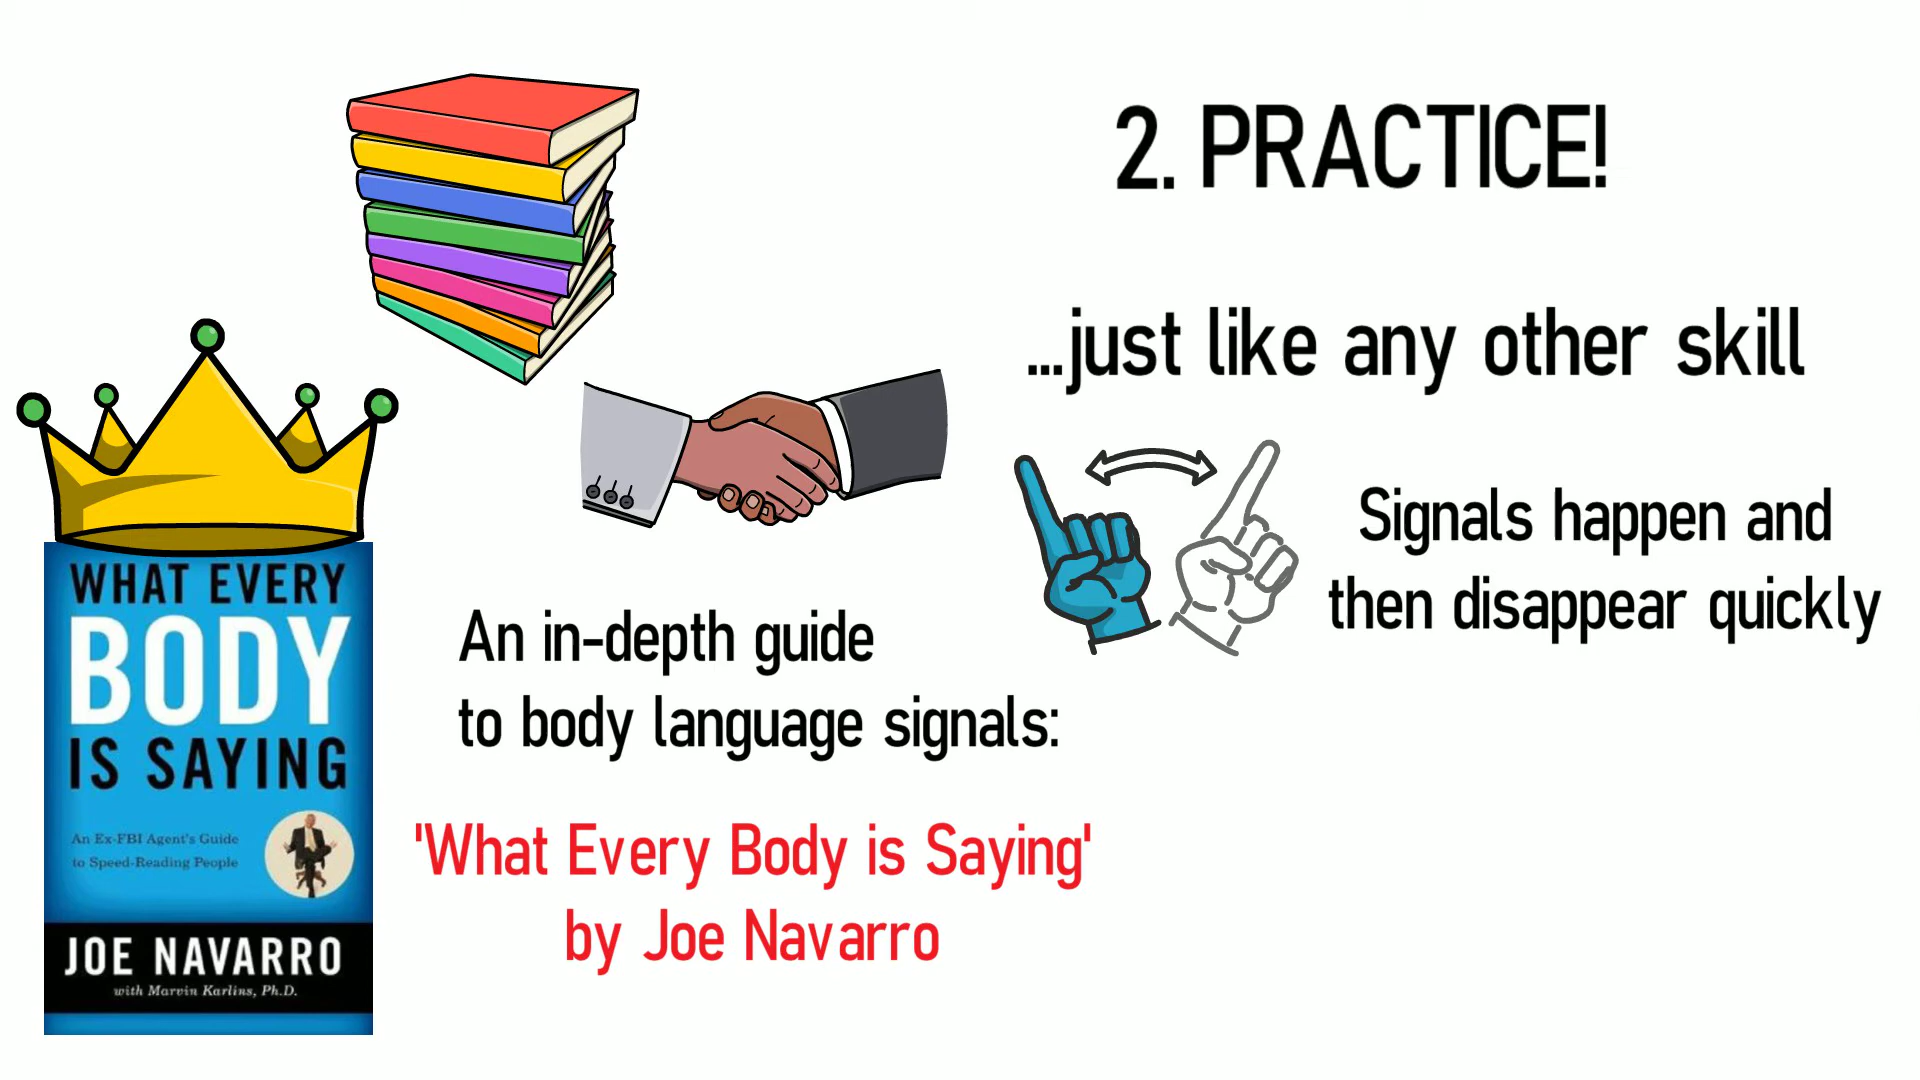 2. PRACTICE!
...just like any other skill
Signals happen and
then disappear quickly
An in-depth guide
to body language signals:
'What Every Body is Saying'
by Joe Navarro
WHAT EVERY
BODY
IS SAYING
An Ex-FBI Agent's Guide
to Speed-Reading People
JOE NAVARRO
with Marvin Karlins, Ph.D.